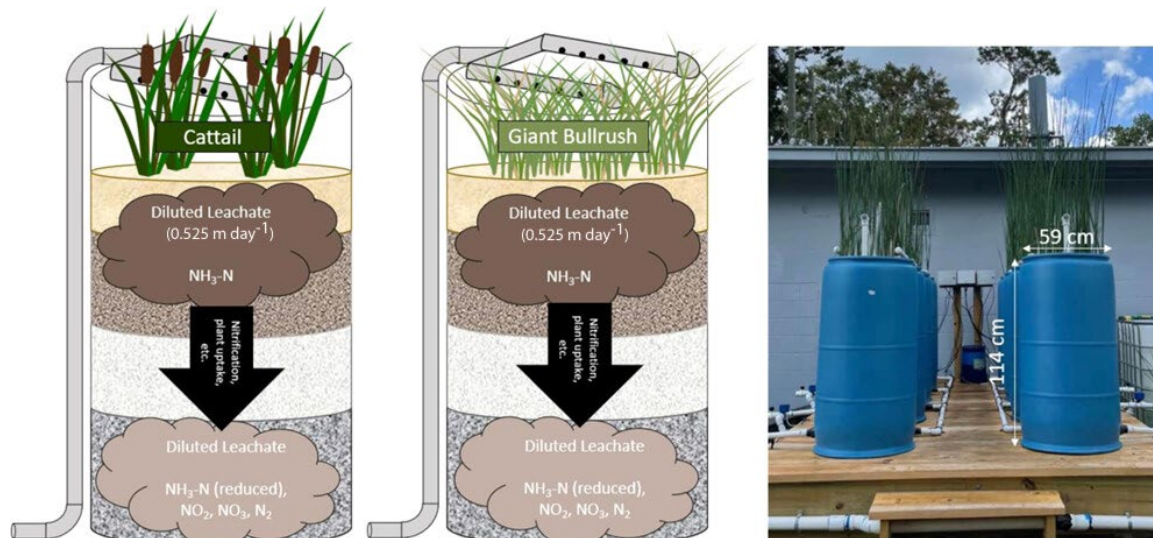 Cattail
Diluted Leachate
(0.525 m day⁻¹)
NH₃-N
Nitrification,
plant uptake,
etc.
Diluted Leachate
NH₃-N (reduced),
NO₂, NO₃, N₂
Giant Bullrush
Diluted Leachate
(0.525 m day⁻¹)
NH₃-N
Nitrification,
plant uptake,
etc.
Diluted Leachate
NH₃-N (reduced),
NO₂, NO₃, N₂
59 cm
114 cm